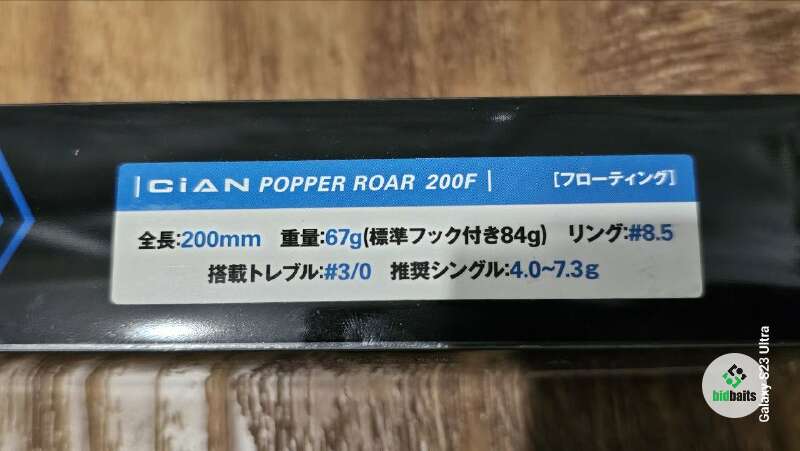 CiAN POPPER ROAR 200F [フローティング]
全長:200mm 重量:67g(標準フック付き84g) リング:#8.5
搭載トレブル:#3/0 推奨シングル:4.0~7.3g
bidbaits
Galaxy S23 Ultra